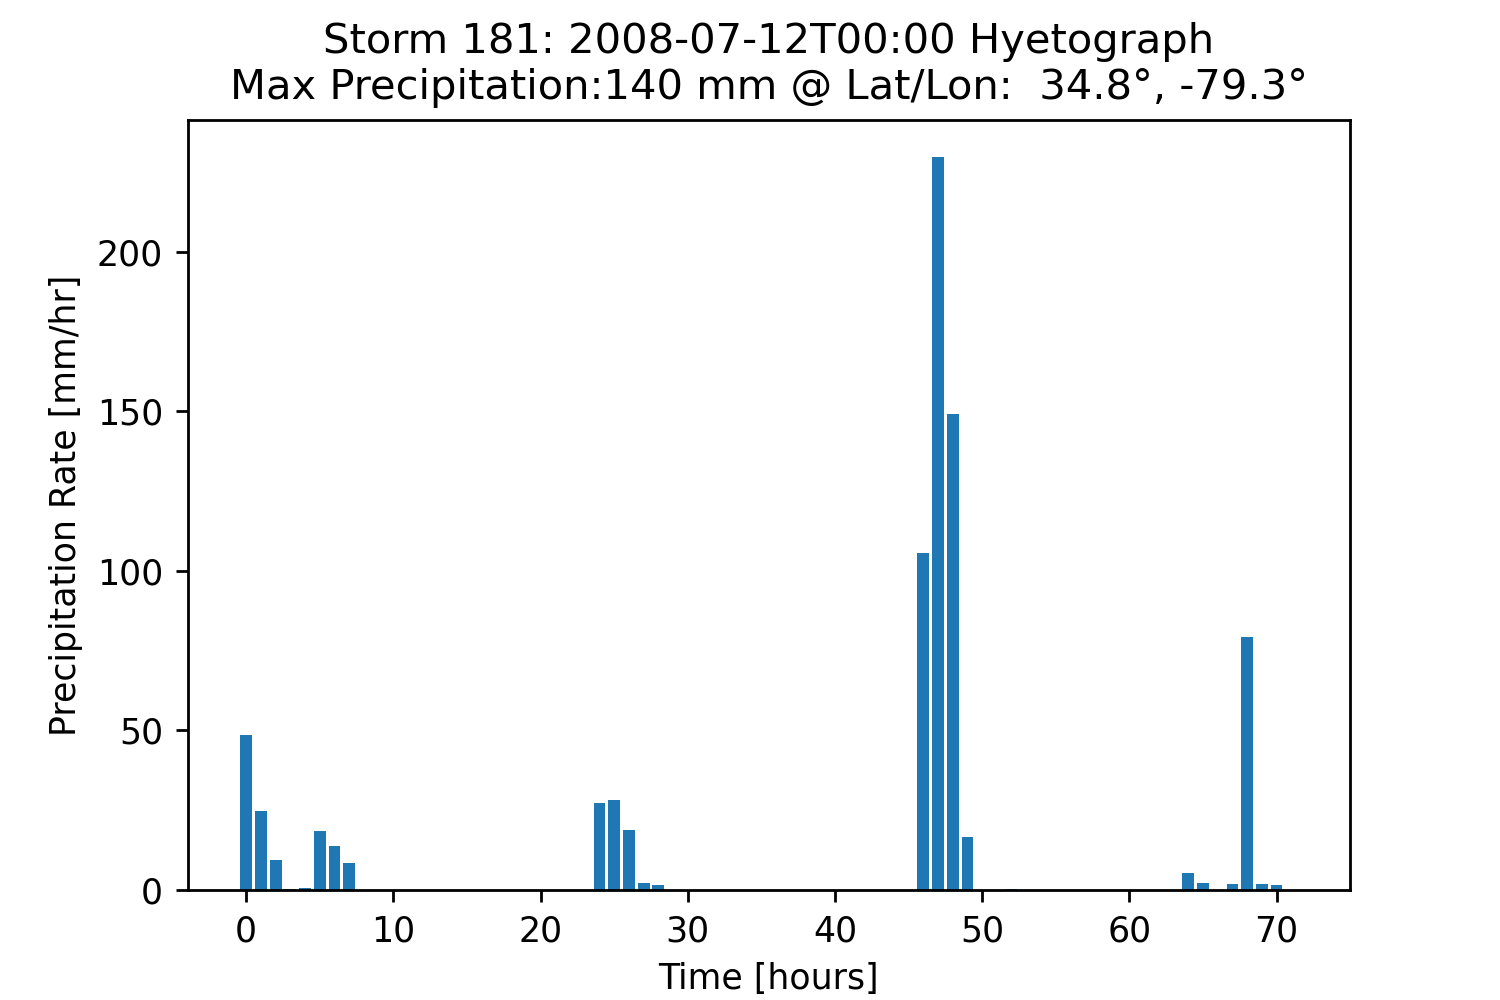 Storm 181: 2008-07-12T00:00 Hyetograph
Max Precipitation:140 mm @ Lat/Lon:  34.8°, -79.3°
Precipitation Rate [mm/hr]
200
150
100
50
0
0 10 20 30 40 50 60 70
Time [hours]